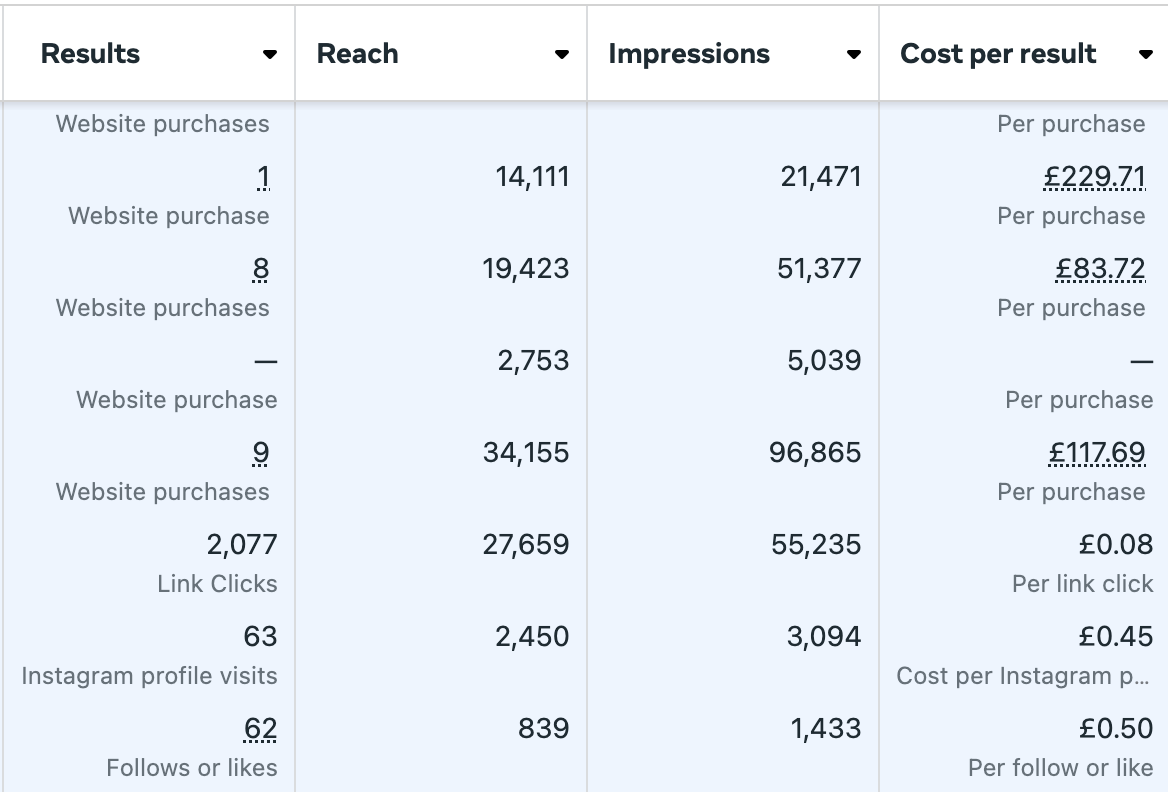 Results Reach Impressions Cost per result
Website purchases Per purchase
1 14,111 21,471 £229.71
Website purchase Per purchase
8 19,423 51,377 £83.72
Website purchases Per purchase
— 2,753 5,039 —
Website purchase Per purchase
9 34,155 96,865 £117.69
Website purchases Per purchase
2,077 27,659 55,235 £0.08
Link Clicks Per link click
63 2,450 3,094 £0.45
Instagram profile visits Cost per Instagram p...
62 839 1,433 £0.50
Follows or likes Per follow or like